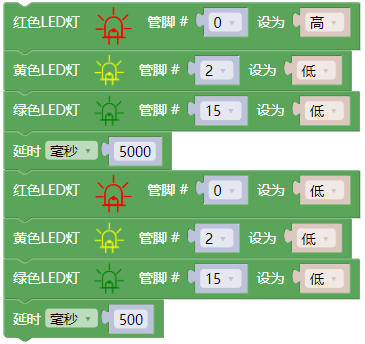 红色LED灯 管脚 # 0 设为 高
黄色LED灯 管脚 # 2 设为 低
绿色LED灯 管脚 # 15 设为 低
延时 毫秒 5000
红色LED灯 管脚 # 0 设为 低
黄色LED灯 管脚 # 2 设为 低
绿色LED灯 管脚 # 15 设为 低
延时 毫秒 500